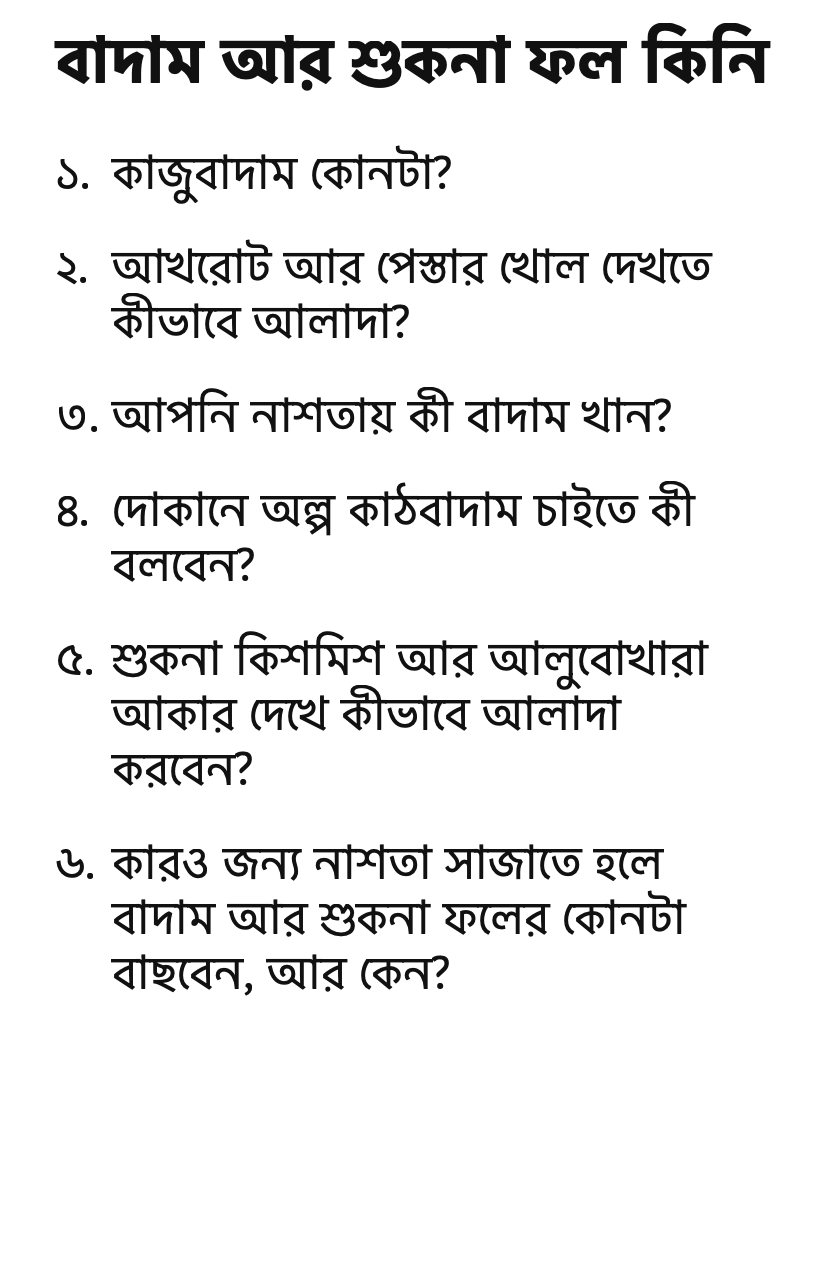 বাদাম আর শুকনা ফল কিনি
১. কাজুবাদাম কোনটা?
২. আখরোট আর পেস্তার খোল দেখতে
কীভাবে আলাদা?
৩. আপনি নাশতায় কী বাদাম খান?
৪. দোকানে অল্প কাঠবাদাম চাইতে কী
বলবেন?
৫. শুকনা কিশমিশ আর আলুবোখারা
আকার দেখে কীভাবে আলাদা
করবেন?
৬. কারও জন্য নাশতা সাজাতে হলে
বাদাম আর শুকনা ফলের কোনটা
বাছবেন, আর কেন?